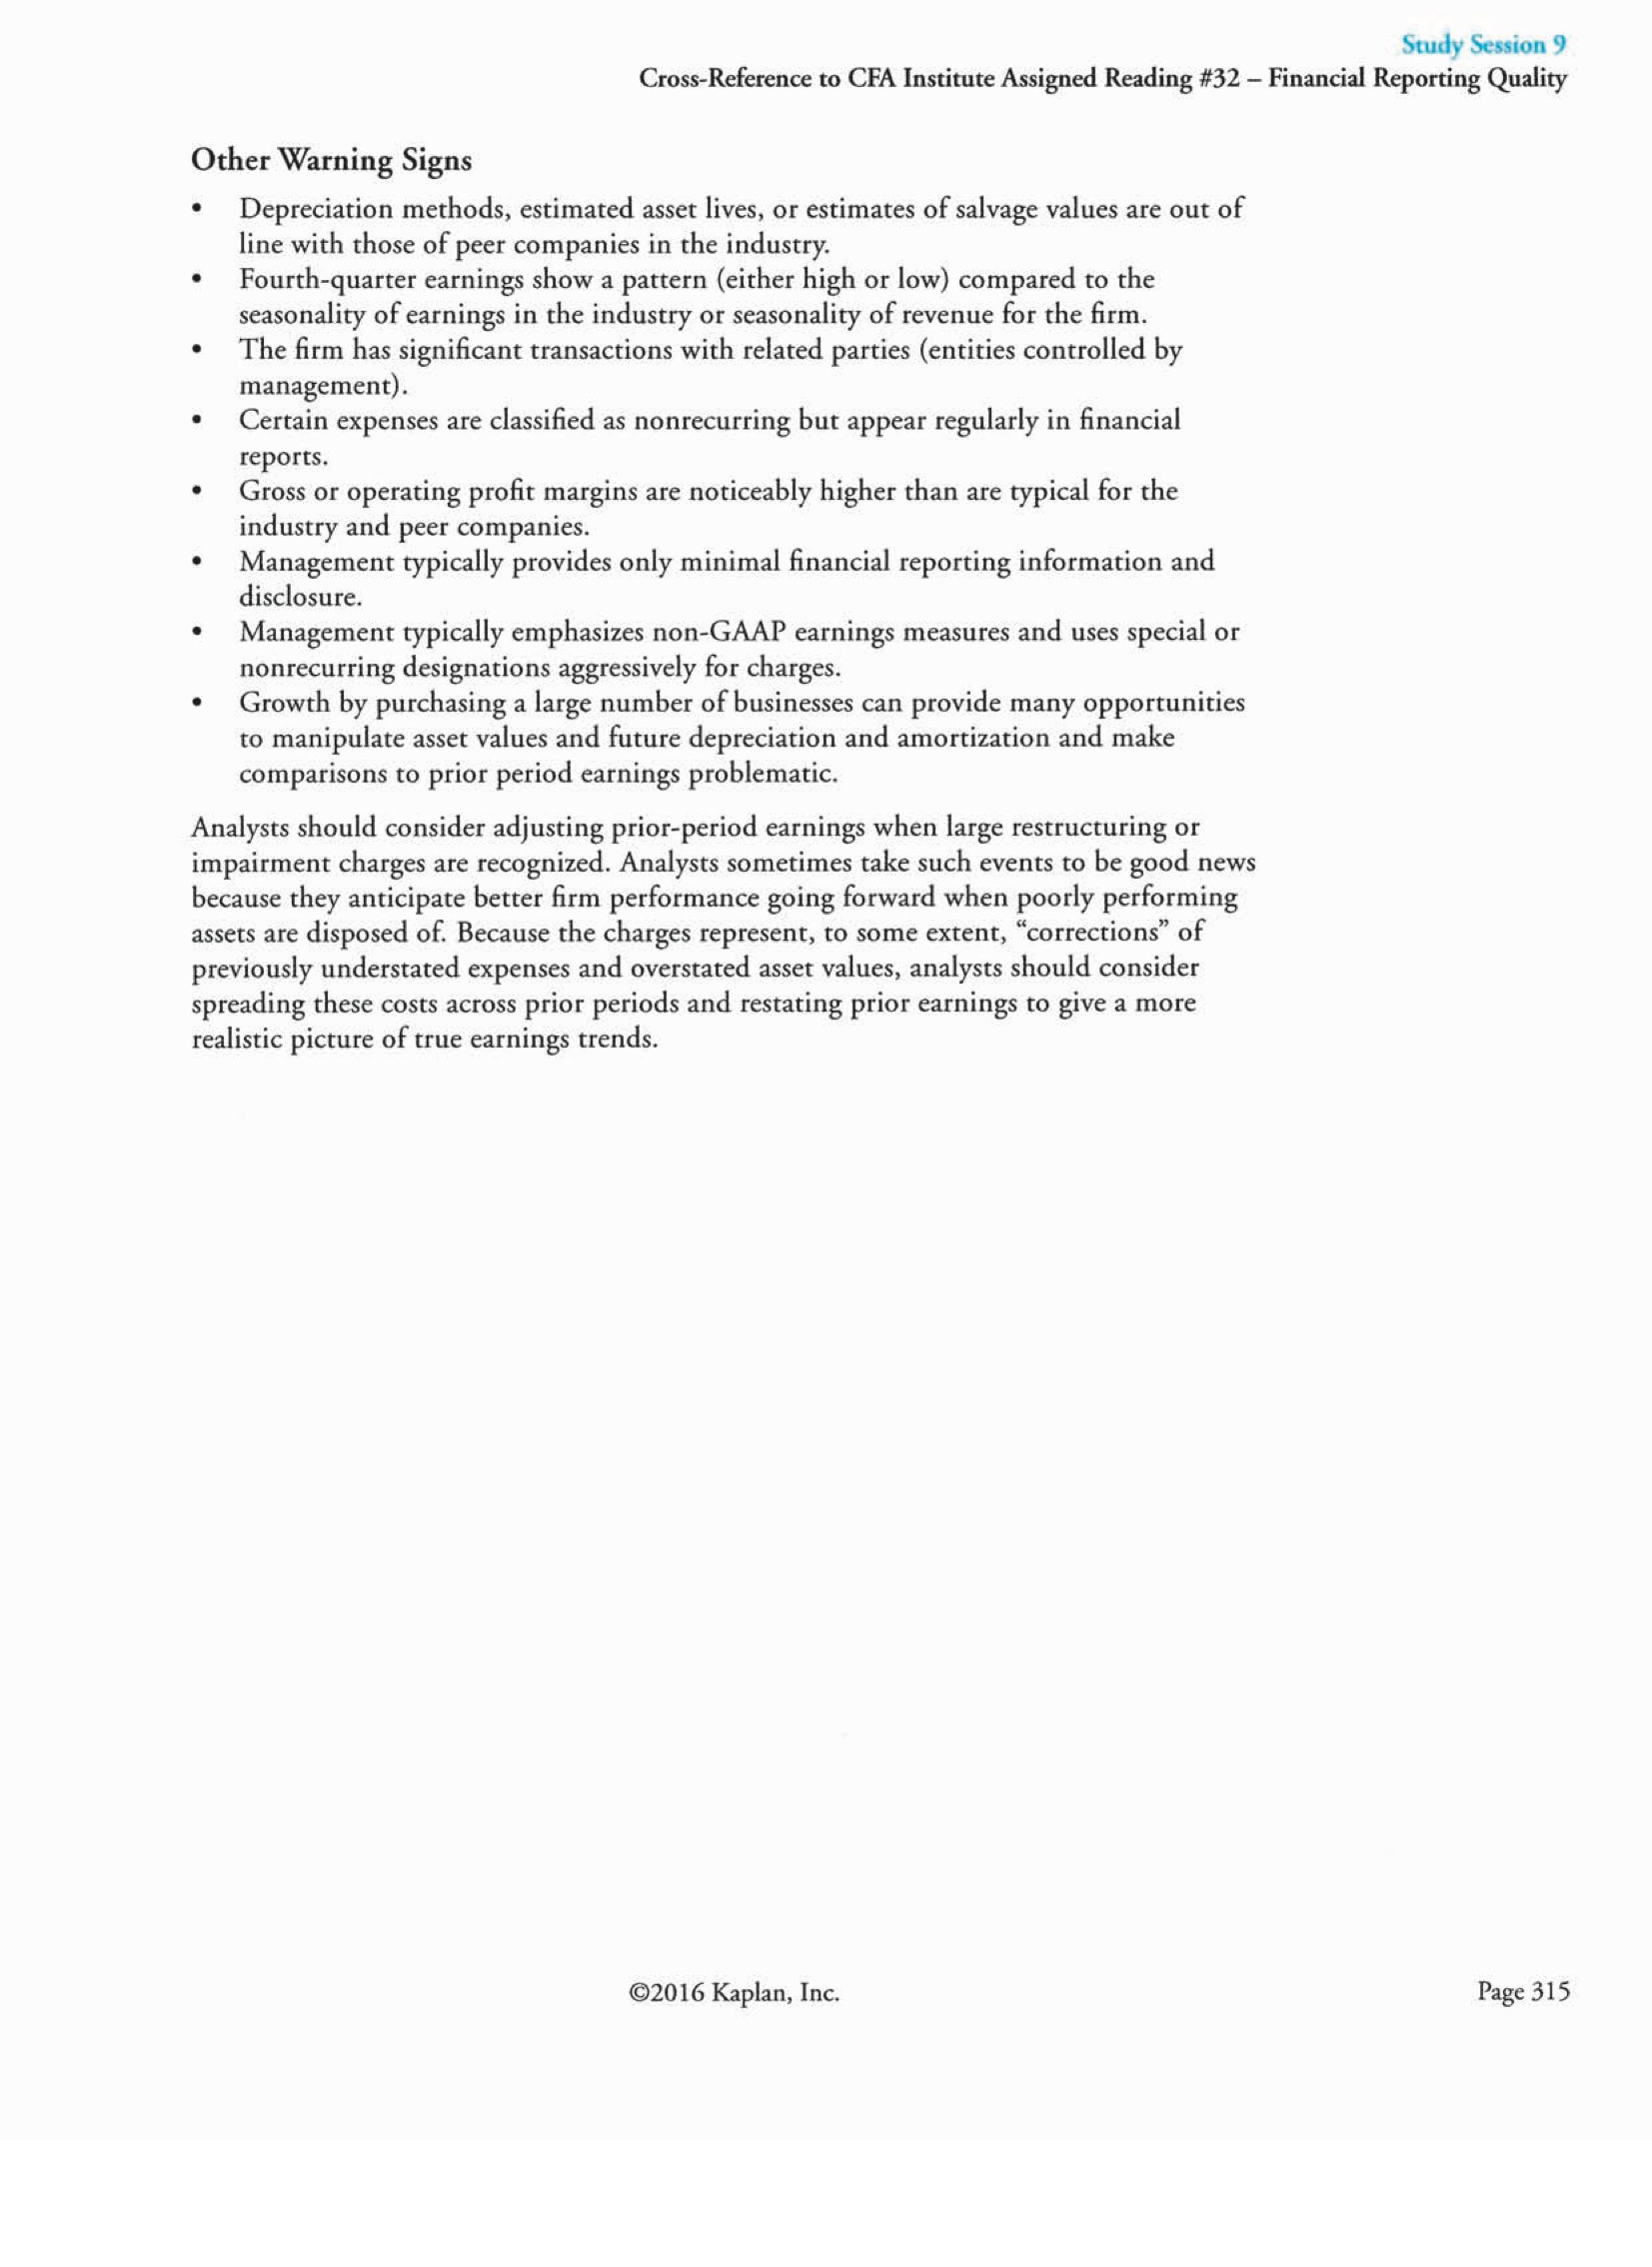 Study Session 9
Cross-Reference to CFA Institute Assigned Reading #32 – Financial Reporting Quality
Other Warning Signs
• Depreciation methods, estimated asset lives, or estimates of salvage values are out of
line with those of peer companies in the industry.
• Fourth-quarter earnings show a pattern (either high or low) compared to the
seasonality of earnings in the industry or seasonality of revenue for the firm.
• The firm has significant transactions with related parties (entities controlled by
management).
• Certain expenses are classified as nonrecurring but appear regularly in financial
reports.
• Gross or operating profit margins are noticeably higher than are typical for the
industry and peer companies.
• Management typically provides only minimal financial reporting information and
disclosure.
• Management typically emphasizes non-GAAP earnings measures and uses special or
nonrecurring designations aggressively for charges.
• Growth by purchasing a large number of businesses can provide many opportunities
to manipulate asset values and future depreciation and amortization and make
comparisons to prior period earnings problematic.
Analysts should consider adjusting prior-period earnings when large restructuring or
impairment charges are recognized. Analysts sometimes take such events to be good news
because they anticipate better firm performance going forward when poorly performing
assets are disposed of. Because the charges represent, to some extent, “corrections” of
previously understated expenses and overstated asset values, analysts should consider
spreading these costs across prior periods and restating prior earnings to give a more
realistic picture of true earnings trends.
©2016 Kaplan, Inc.
Page 315